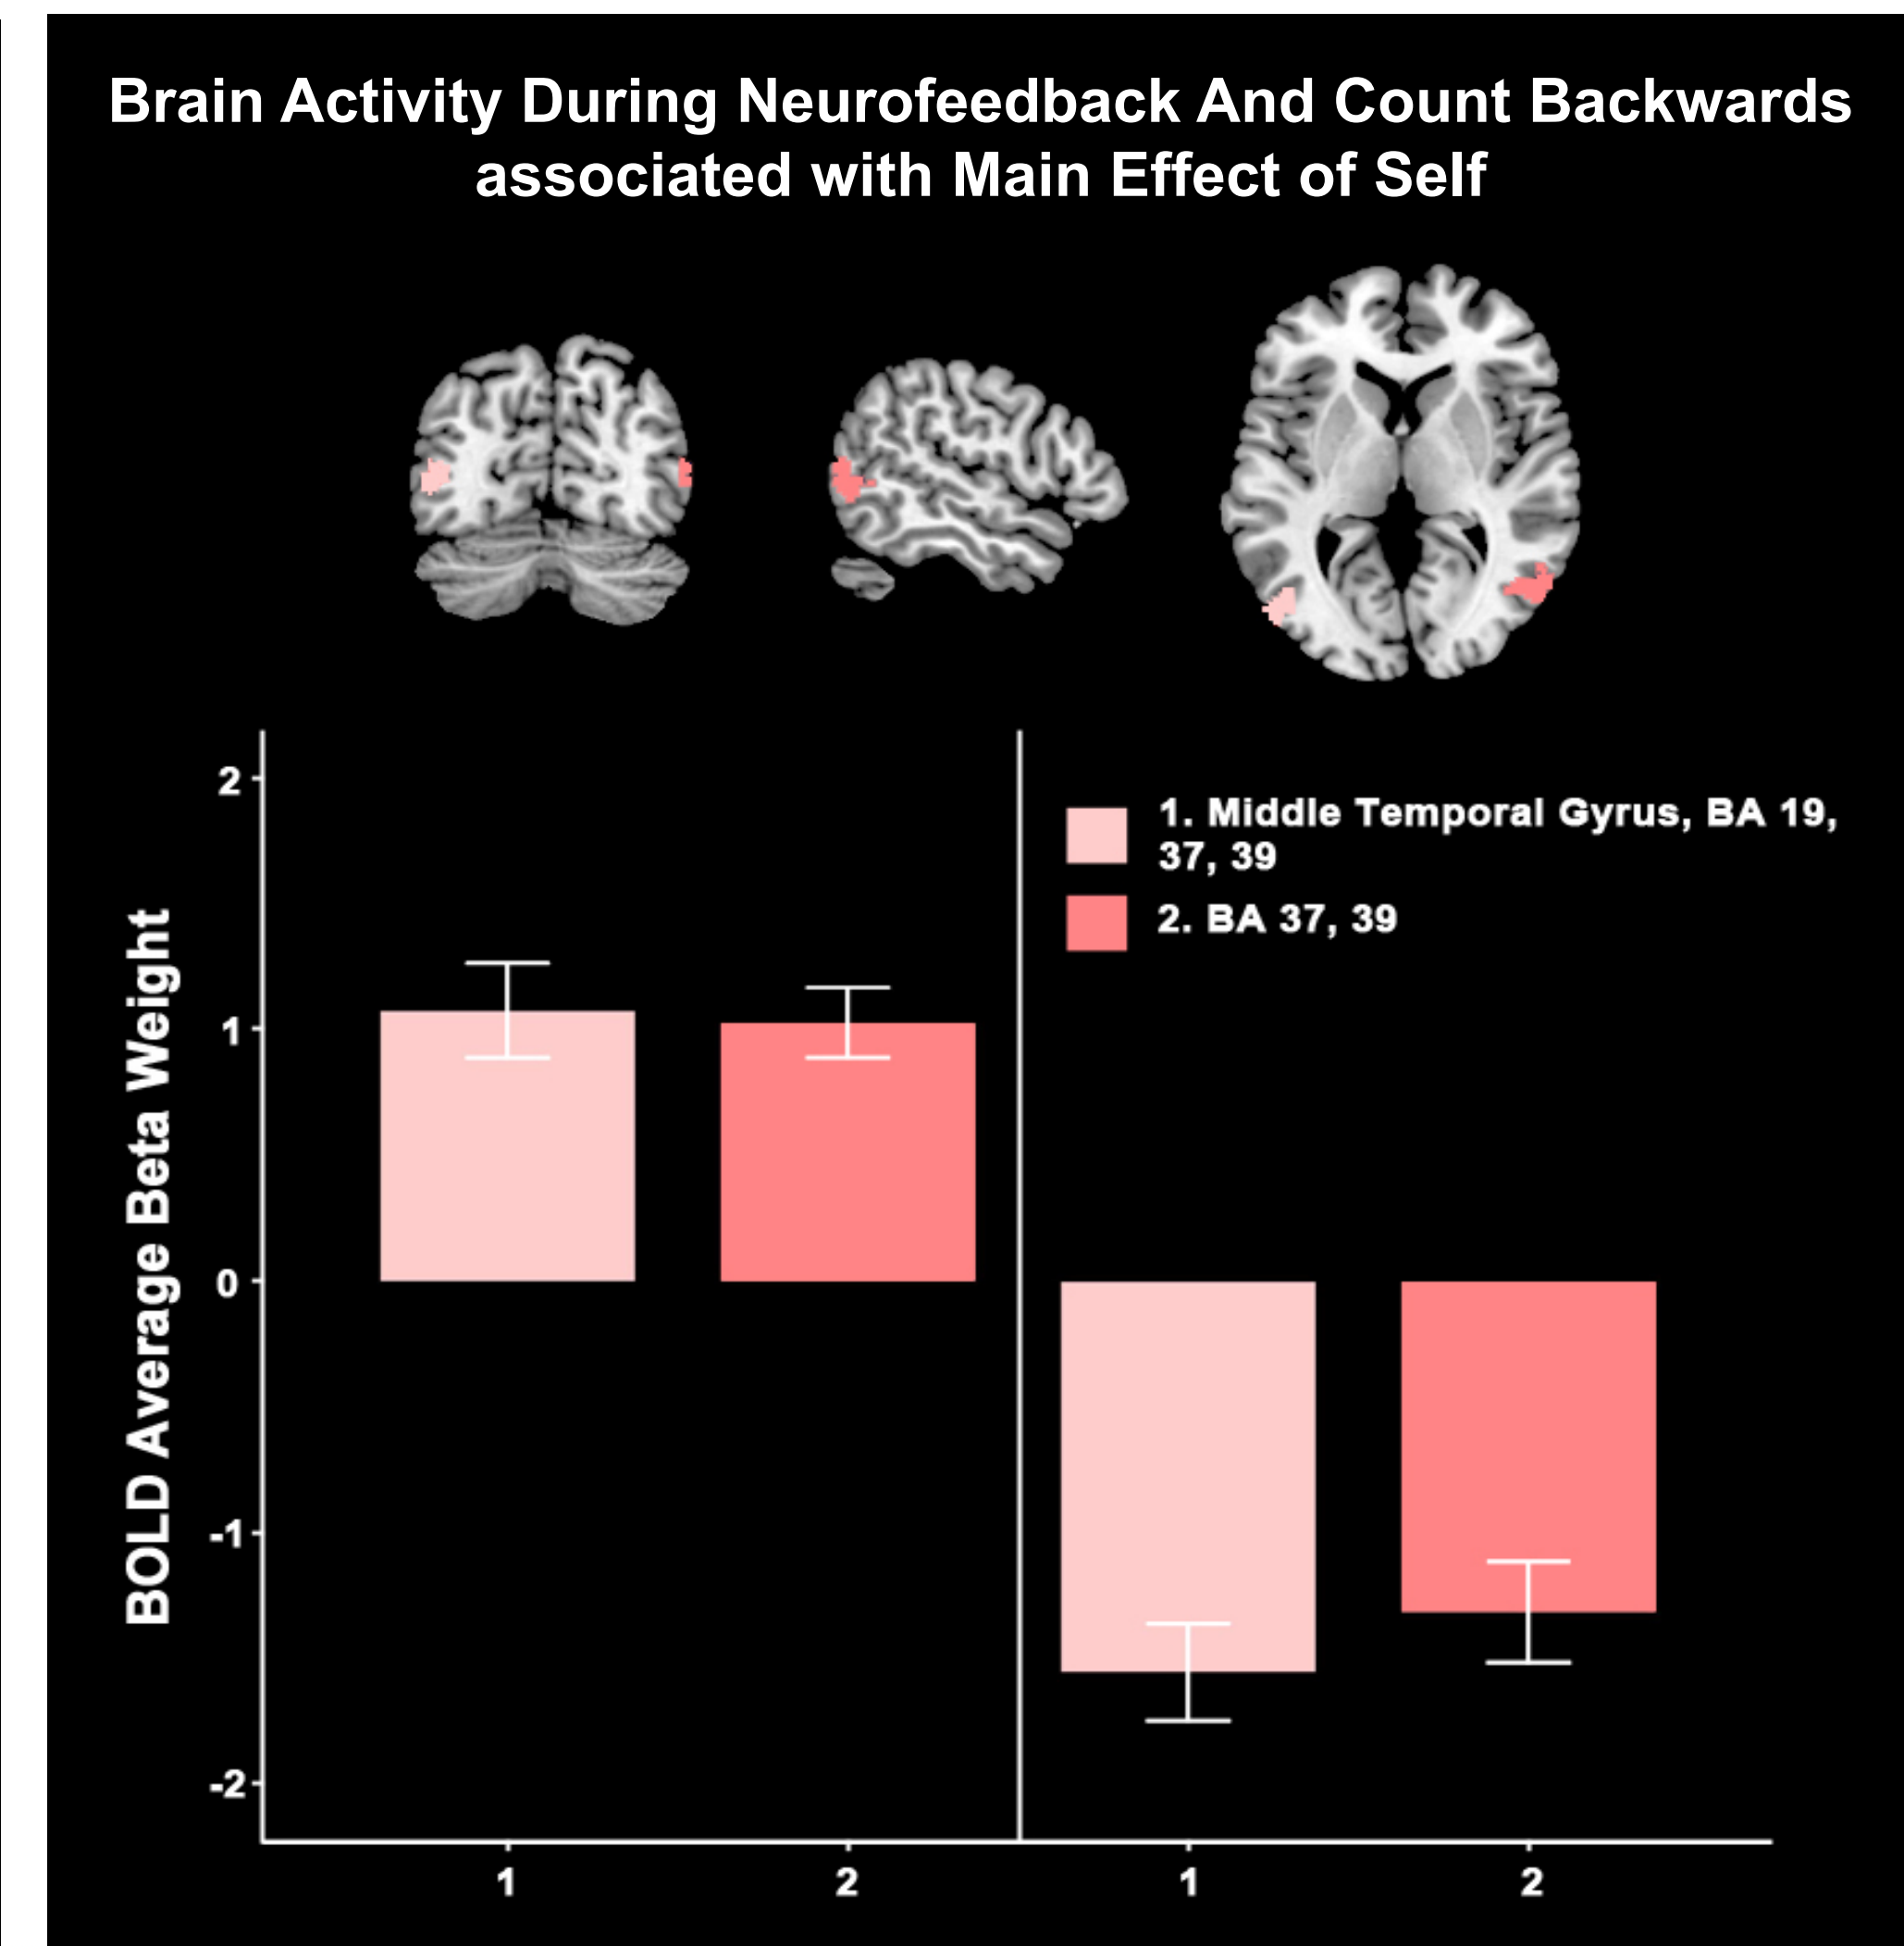 Brain Activity During Neurofeedback And Count Backwards
associated with Main Effect of Self
BOLD Average Beta Weight
2
1
0
-1
-2
1. Middle Temporal Gyrus, BA 19,
37, 39
2. BA 37, 39
1 2 1 2